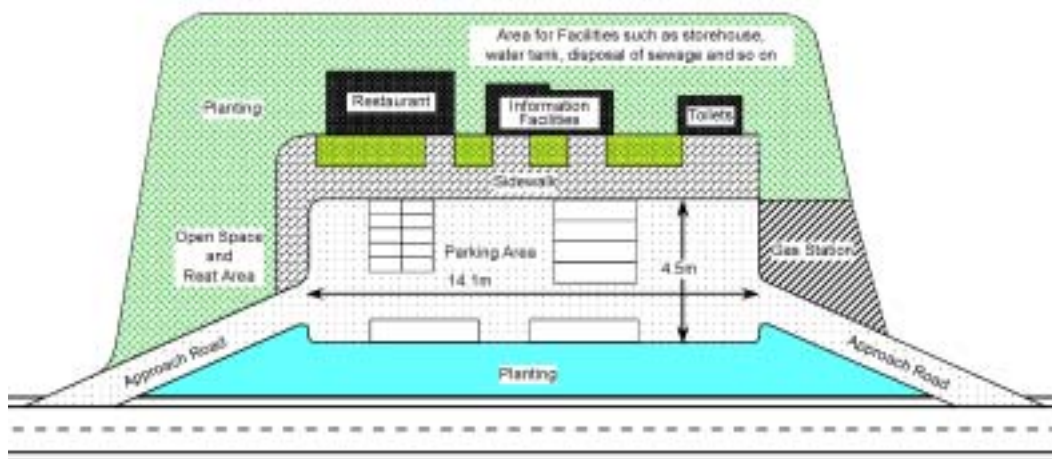 Area for Facilities such as storehouse,
water tank, disposal of sewage and so on
Restaurant
Information
Facilities
Toilets
Planting
Sidewalk
Open Space
and
Rest Area
Parking Area
14.1m
4.5m
Gas Station
Approach Road
Approach Road
Planting